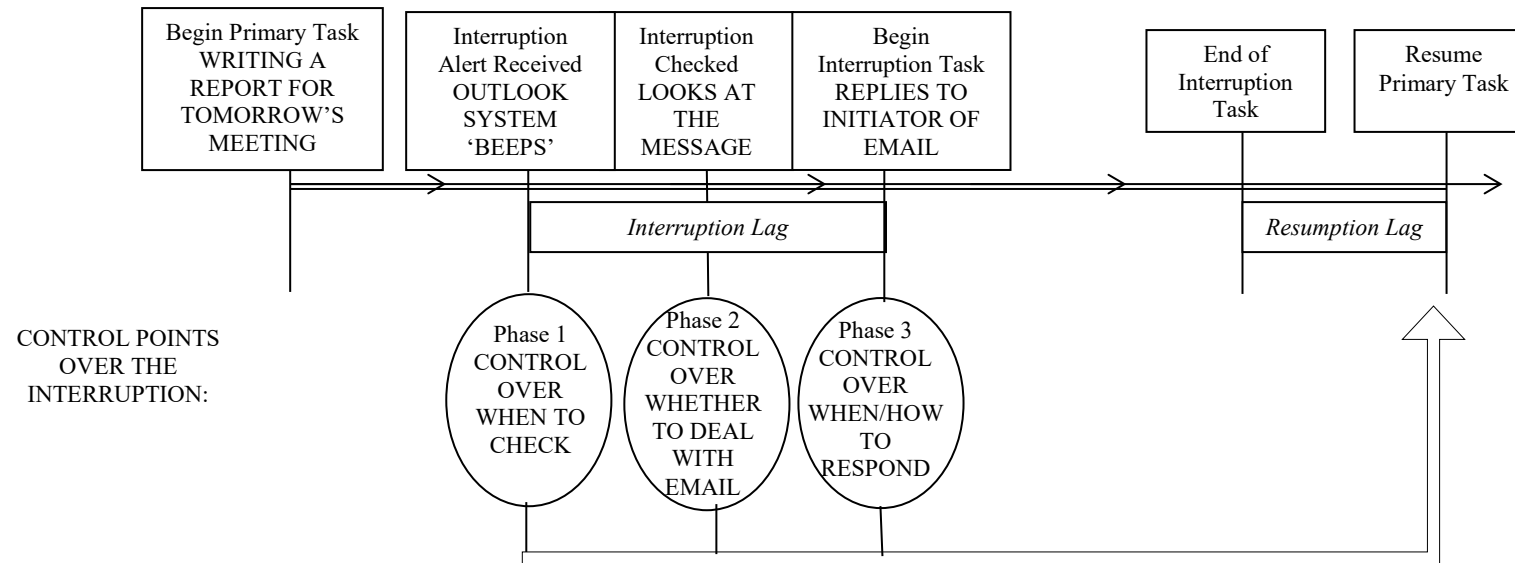 Begin Primary Task
WRITING A
REPORT FOR
TOMORROW’S
MEETING
Interruption
Alert Received
OUTLOOK
SYSTEM
‘BEEPS’
Interruption
Checked
LOOKS AT
THE
MESSAGE
Begin
Interruption Task
REPLIES TO
INITIATOR OF
EMAIL
End of
Interruption
Task
Resume
Primary Task
Interruption Lag
Resumption Lag
CONTROL POINTS
OVER THE
INTERRUPTION:
Phase 1
CONTROL
OVER
WHEN TO
CHECK
Phase 2
CONTROL
OVER
WHETHER
TO DEAL
WITH
EMAIL
Phase 3
CONTROL
OVER
WHEN/HOW
TO
RESPOND